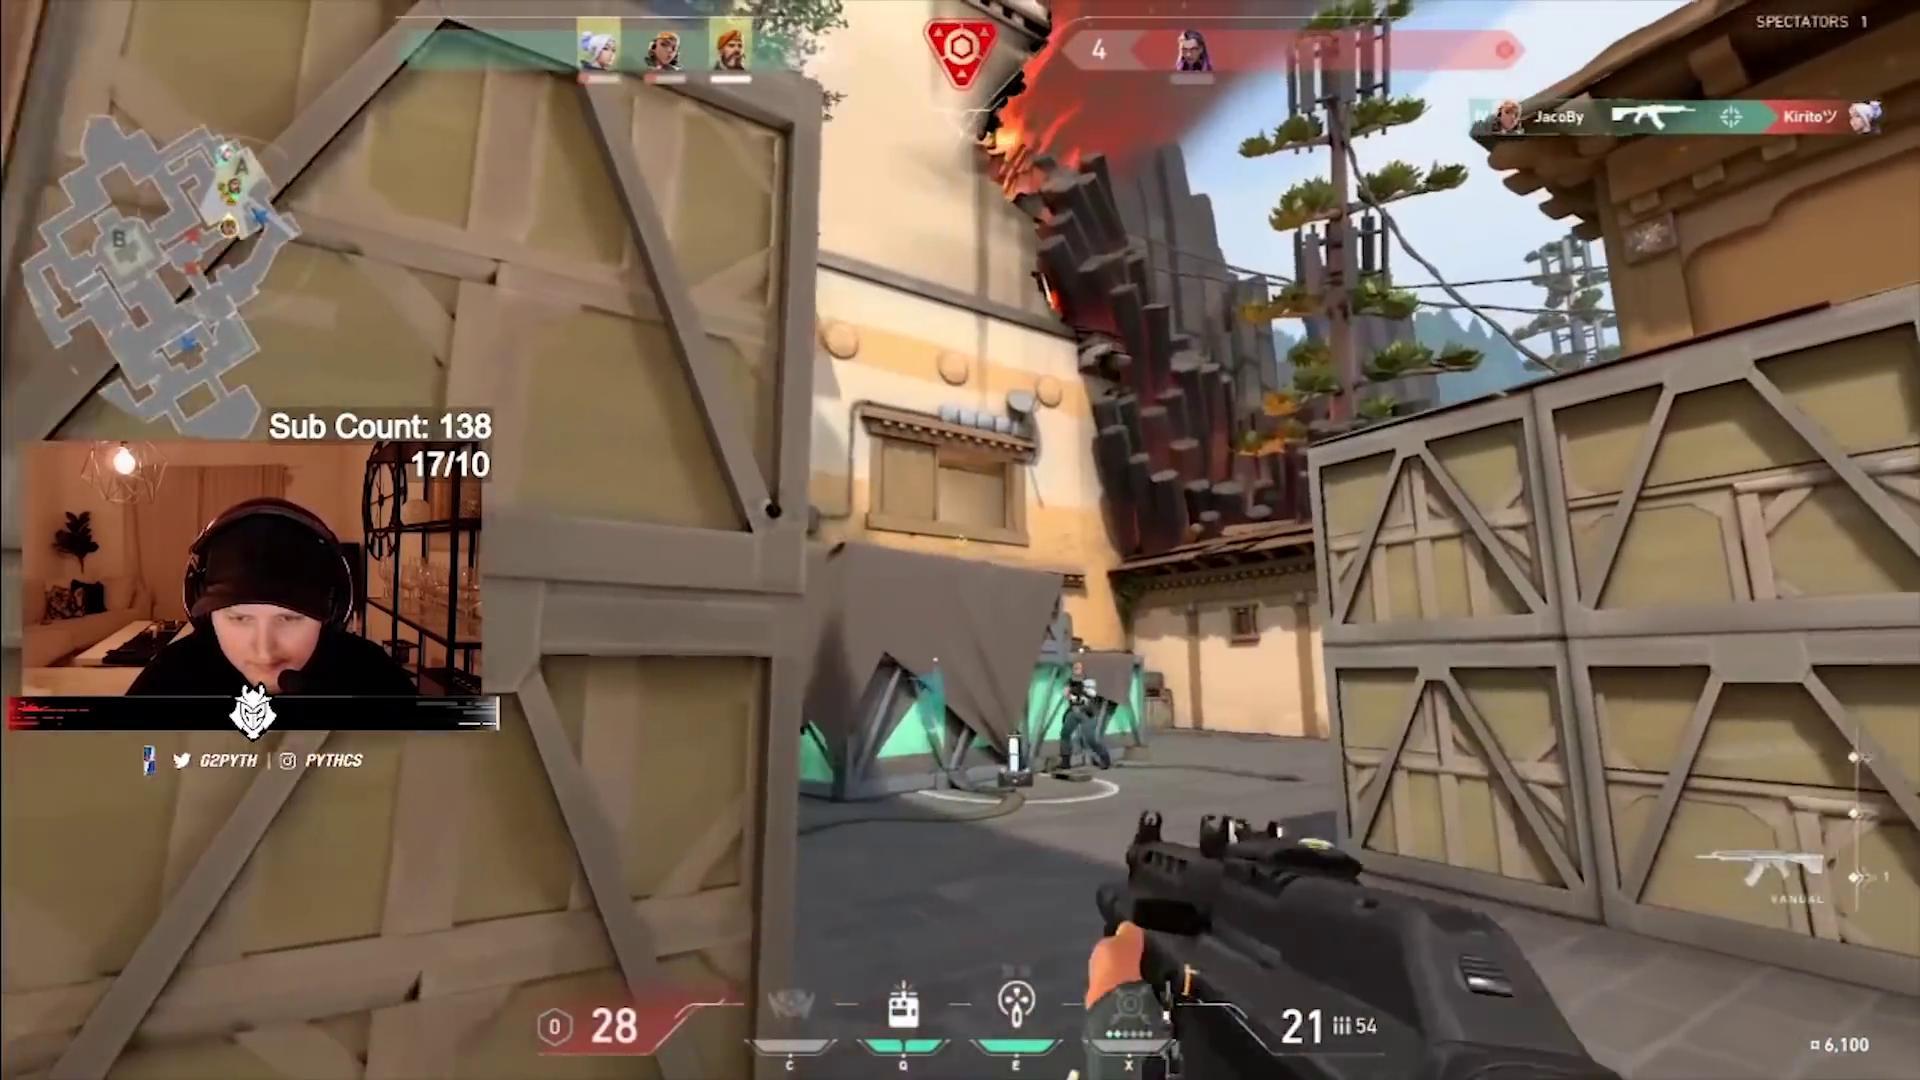 SPECTATORS 1
4
JacoBy Kiritoツ
A
B
Sub Count: 138
17/10
G2PYTH | PYTHCS
1
VANDAL
0 28
21 54
C Q E X
6,100